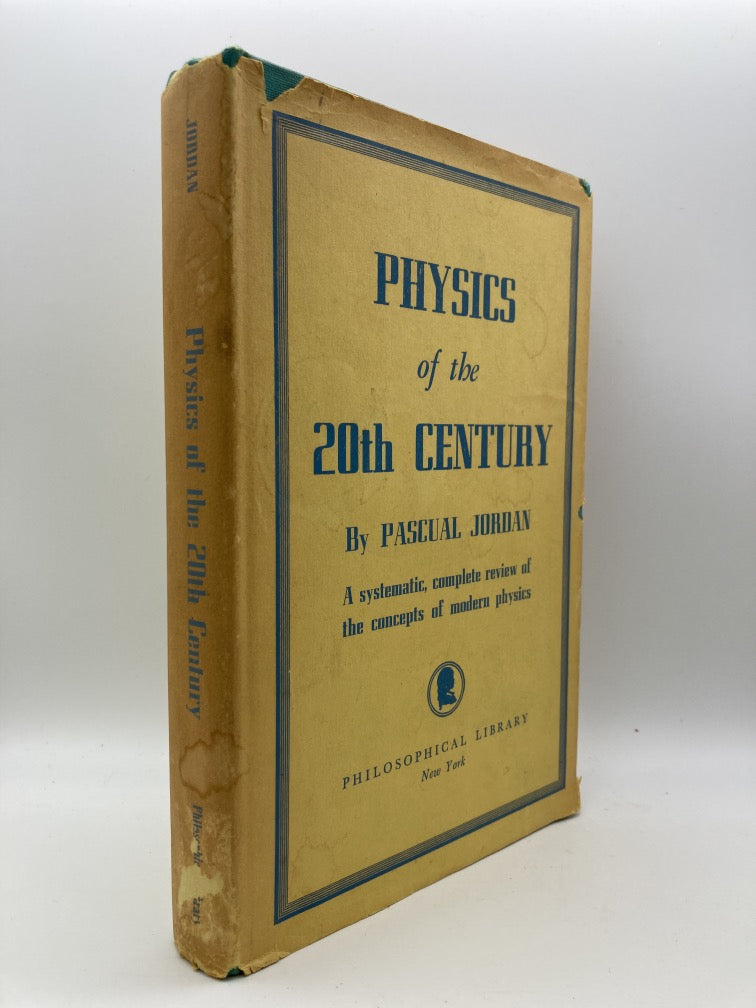 JORDAN
Physics of the 20th Century
PHYSICS
of the
20th CENTURY
By PASCUAL JORDAN
A systematic, complete review of
the concepts of modern physics
PHILOSOPHICAL LIBRARY
New York